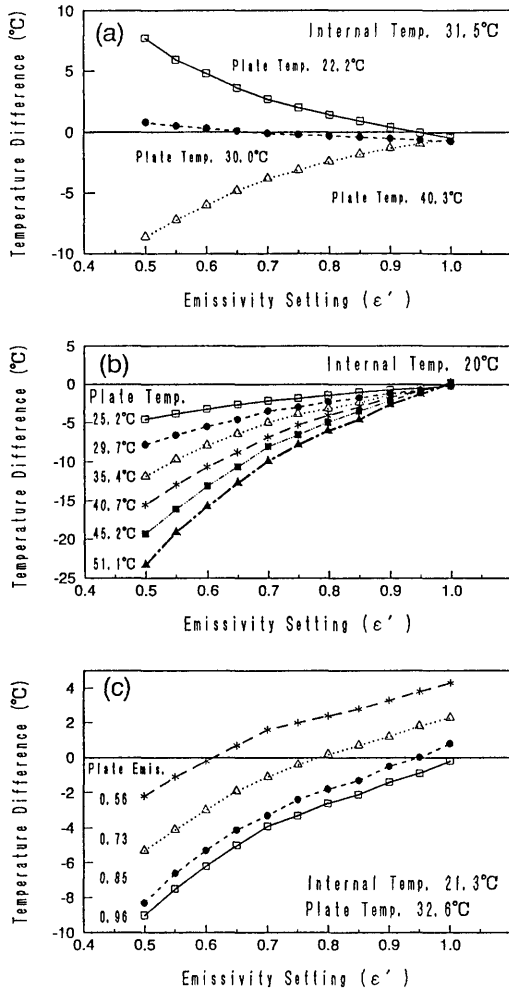 (a)
Internal Temp. 31.5°C
Plate Temp. 22.2°C
Plate Temp. 30.0°C
Plate Temp. 40.3°C
10
5
0
-5
-10
0.4 0.5 0.6 0.7 0.8 0.9 1.0
Temperature Difference (°C)
Emissivity Setting (ε′)
(b)
Internal Temp. 20°C
Plate Temp.
25.2°C
29.7°C
35.4°C
40.7°C
45.2°C
51.1°C
5
0
-5
-10
-15
-20
-25
0.4 0.5 0.6 0.7 0.8 0.9 1.0
Temperature Difference (°C)
Emissivity Setting (ε′)
(c)
Plate Emis.
0.56
0.73
0.85
0.96
Internal Temp. 21.3°C
Plate Temp. 32.6°C
4
2
0
-2
-4
-6
-8
-10
0.4 0.5 0.6 0.7 0.8 0.9 1.0
Temperature Difference (°C)
Emissivity Setting (ε′)